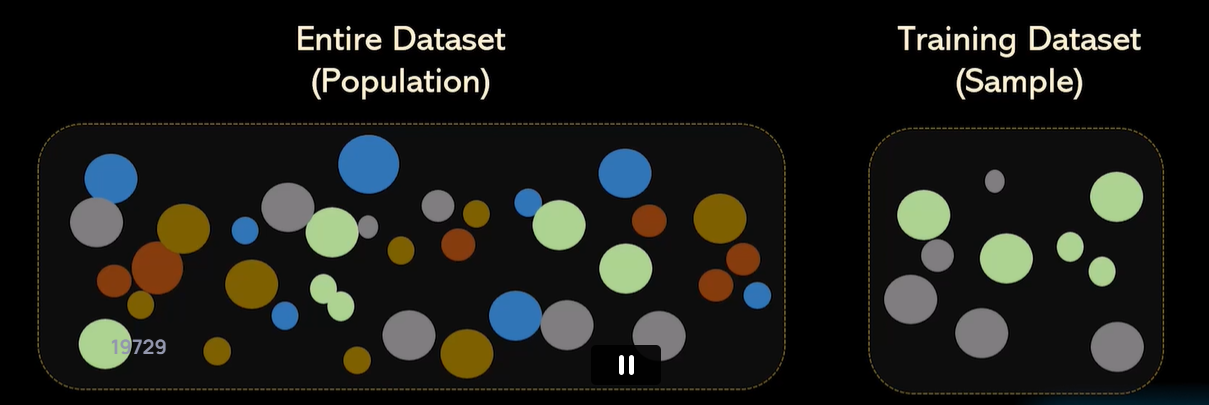 Entire Dataset
(Population)
Training Dataset
(Sample)
19729